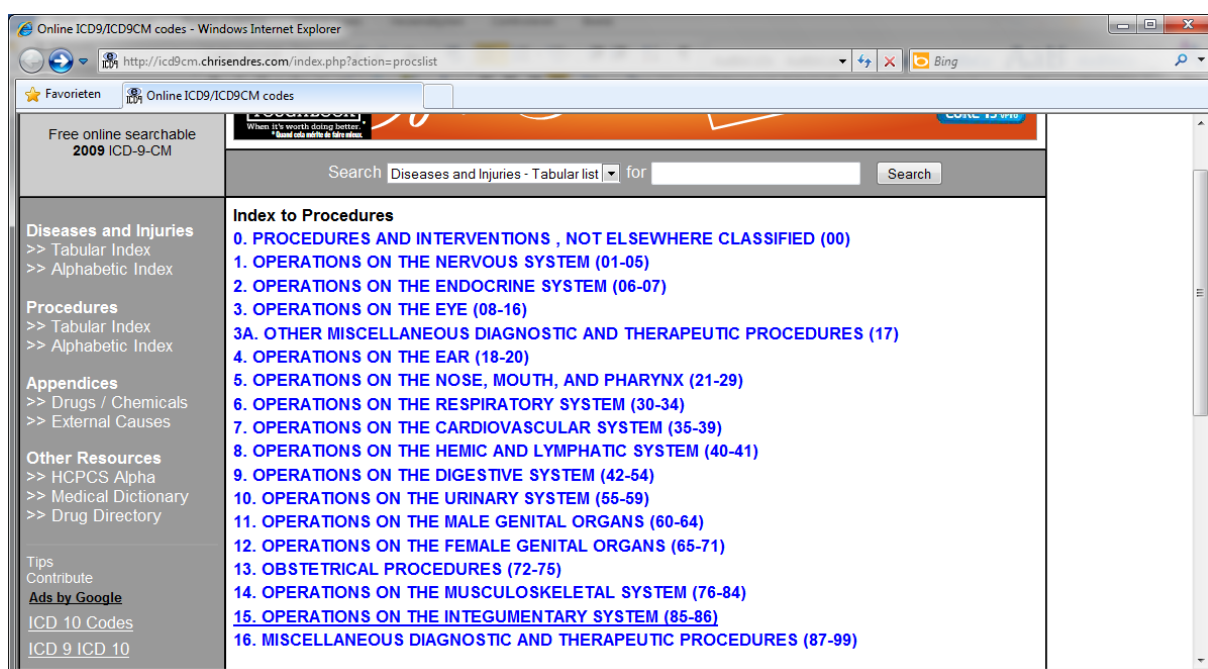 Online ICD9/ICD9CM codes - Windows Internet Explorer
http://icd9cm.chrisendres.com/index.php?action=procslist
Bing
Favorieten
Online ICD9/ICD9CM codes
Free online searchable
2009 ICD-9-CM
When it's worth doing better.
* Quand cela mérite de faire mieux.
Search Diseases and Injuries - Tabular list for Search
Diseases and Injuries
>> Tabular Index
>> Alphabetic Index
Procedures
>> Tabular Index
>> Alphabetic Index
Appendices
>> Drugs / Chemicals
>> External Causes
Other Resources
>> HCPCS Alpha
>> Medical Dictionary
>> Drug Directory
Tips
Contribute
Ads by Google
ICD 10 Codes
ICD 9 ICD 10
Index to Procedures
0. PROCEDURES AND INTERVENTIONS , NOT ELSEWHERE CLASSIFIED (00)
1. OPERATIONS ON THE NERVOUS SYSTEM (01-05)
2. OPERATIONS ON THE ENDOCRINE SYSTEM (06-07)
3. OPERATIONS ON THE EYE (08-16)
3A. OTHER MISCELLANEOUS DIAGNOSTIC AND THERAPEUTIC PROCEDURES (17)
4. OPERATIONS ON THE EAR (18-20)
5. OPERATIONS ON THE NOSE, MOUTH, AND PHARYNX (21-29)
6. OPERATIONS ON THE RESPIRATORY SYSTEM (30-34)
7. OPERATIONS ON THE CARDIOVASCULAR SYSTEM (35-39)
8. OPERATIONS ON THE HEMIC AND LYMPHATIC SYSTEM (40-41)
9. OPERATIONS ON THE DIGESTIVE SYSTEM (42-54)
10. OPERATIONS ON THE URINARY SYSTEM (55-59)
11. OPERATIONS ON THE MALE GENITAL ORGANS (60-64)
12. OPERATIONS ON THE FEMALE GENITAL ORGANS (65-71)
13. OBSTETRICAL PROCEDURES (72-75)
14. OPERATIONS ON THE MUSCULOSKELETAL SYSTEM (76-84)
15. OPERATIONS ON THE INTEGUMENTARY SYSTEM (85-86)
16. MISCELLANEOUS DIAGNOSTIC AND THERAPEUTIC PROCEDURES (87-99)